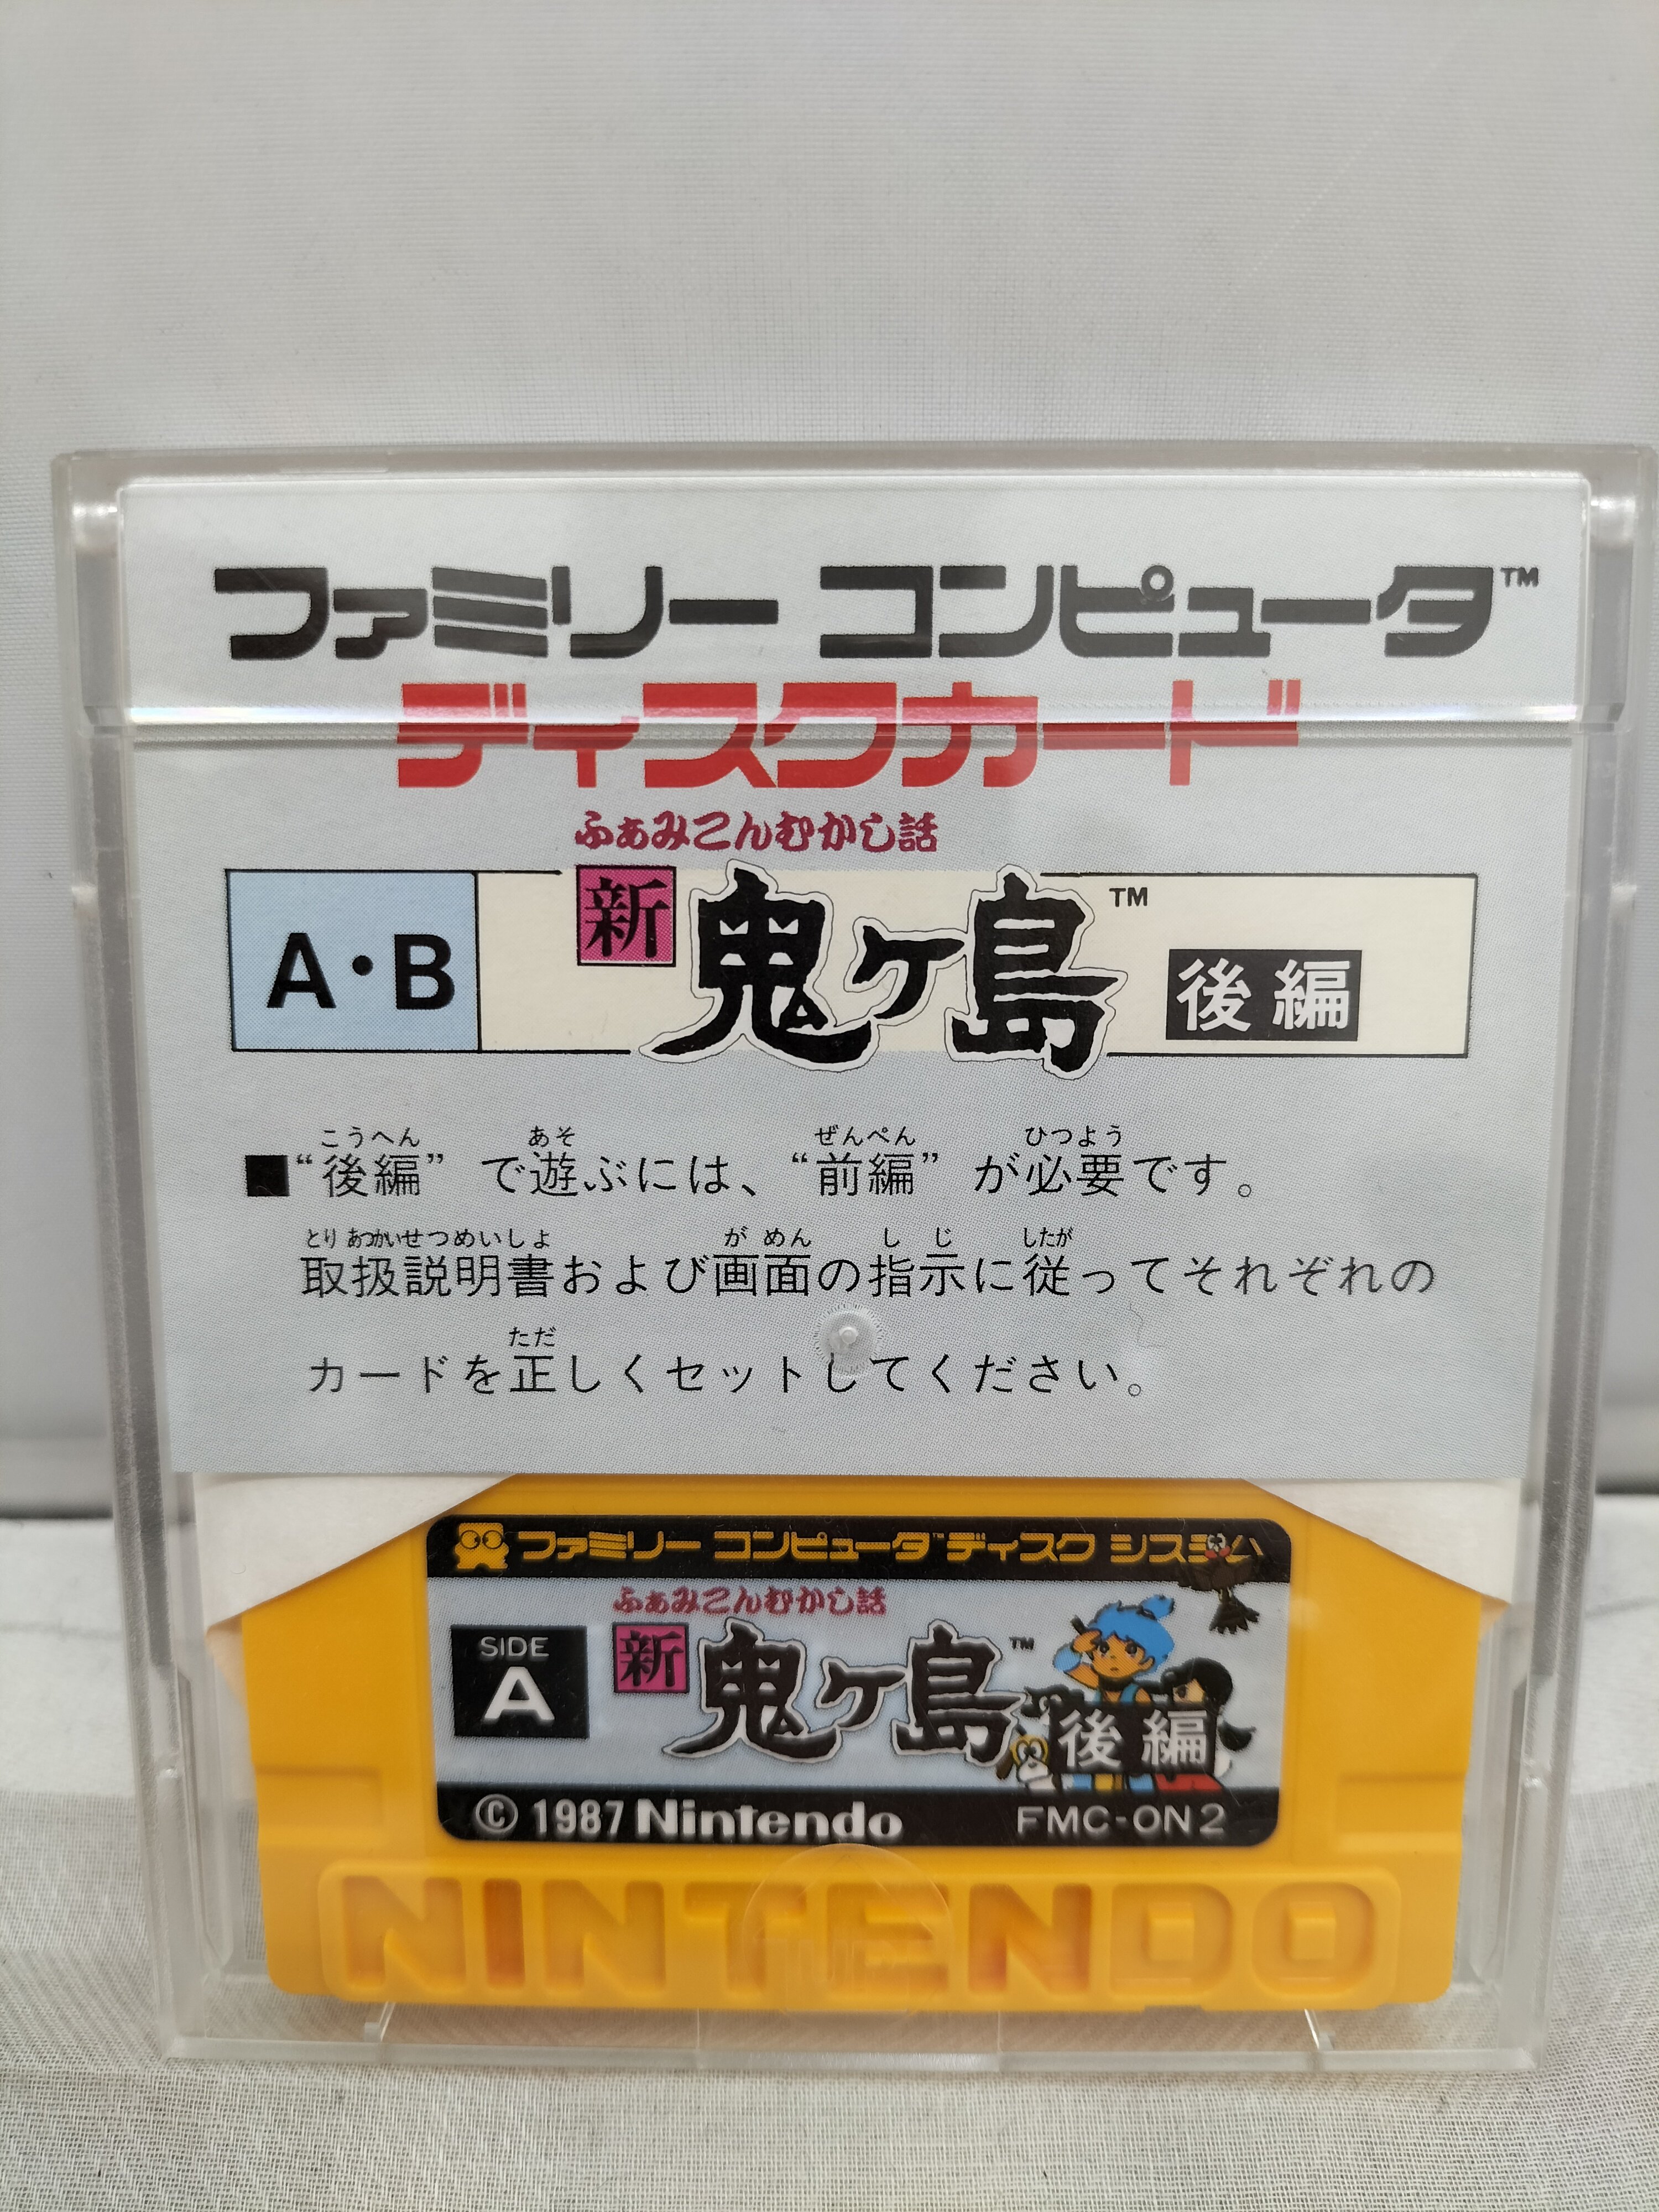 ファミリー コンピュータ™
ディスクカード
ふぁみこんむかし話
新 鬼ヶ島™ 後編
A・B
こうへん あそ ぜんぺん ひつよう
■“後編” で遊ぶには、“前編” が必要です。
とりあつかいせつめいしょ がめん しじ したが
取扱説明書および画面の指示に従ってそれぞれの
ただ
カードを正しくセットしてください。
ファミリー コンピュータ™ ディスク システム
ふぁみこんむかし話
SIDE
A
新 鬼ヶ島™ 後編
© 1987 Nintendo FMC-ON2
NINTENDO